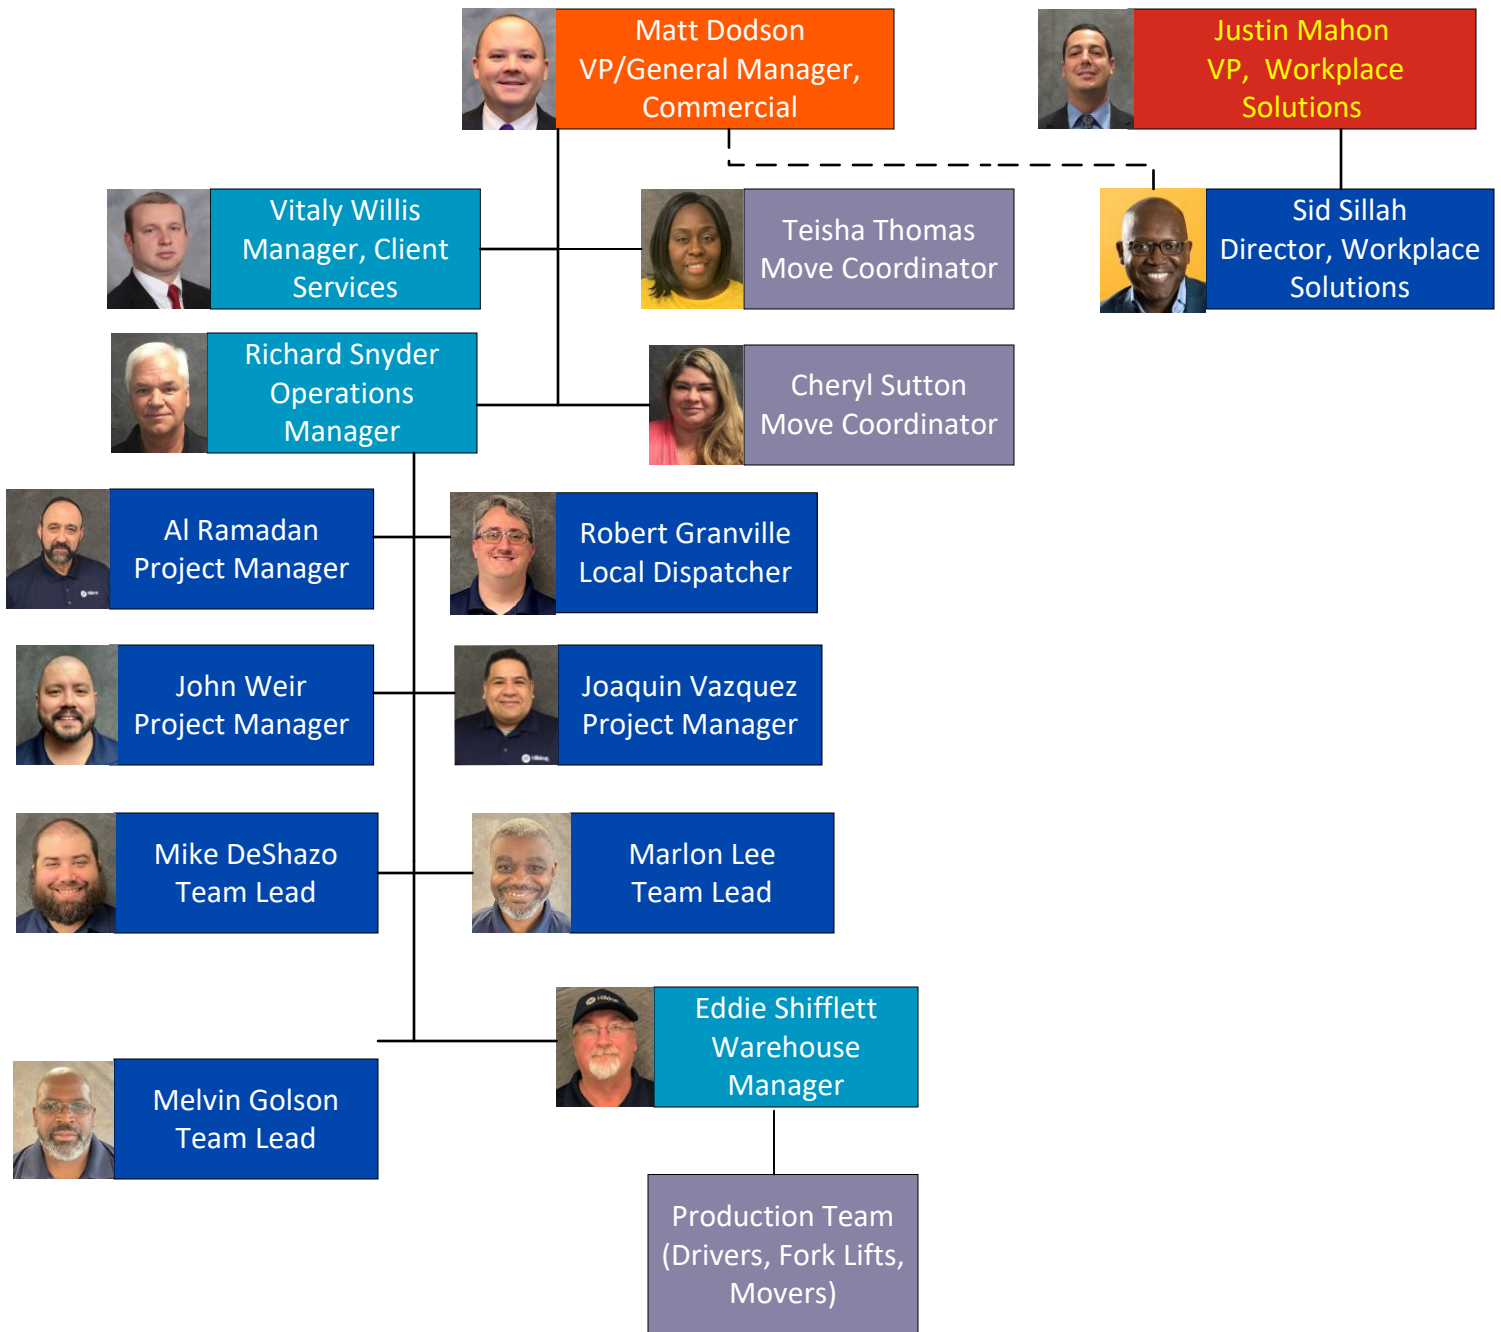 Matt Dodson
VP/General Manager,
Commercial
Justin Mahon
VP, Workplace
Solutions
Vitaly Willis
Manager, Client
Services
Teisha Thomas
Move Coordinator
Sid Sillah
Director, Workplace
Solutions
Richard Snyder
Operations
Manager
Cheryl Sutton
Move Coordinator
Al Ramadan
Project Manager
Robert Granville
Local Dispatcher
John Weir
Project Manager
Joaquin Vazquez
Project Manager
Mike DeShazo
Team Lead
Marlon Lee
Team Lead
Eddie Shifflett
Warehouse
Manager
Melvin Golson
Team Lead
Production Team
(Drivers, Fork Lifts,
Movers)